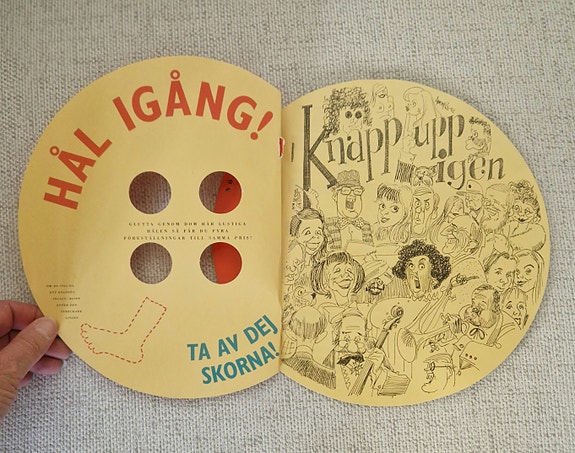 HÅL IGÅNG!
GLUTTA GENOM DOM HÄR LUSTIGA
HÅLEN SÅ FÅR DU FYRA
FÖRESTÄLLNINGAR TILL SAMMA PRIS!
TA AV DEJ
SKORNA!
Knapp upp
igen